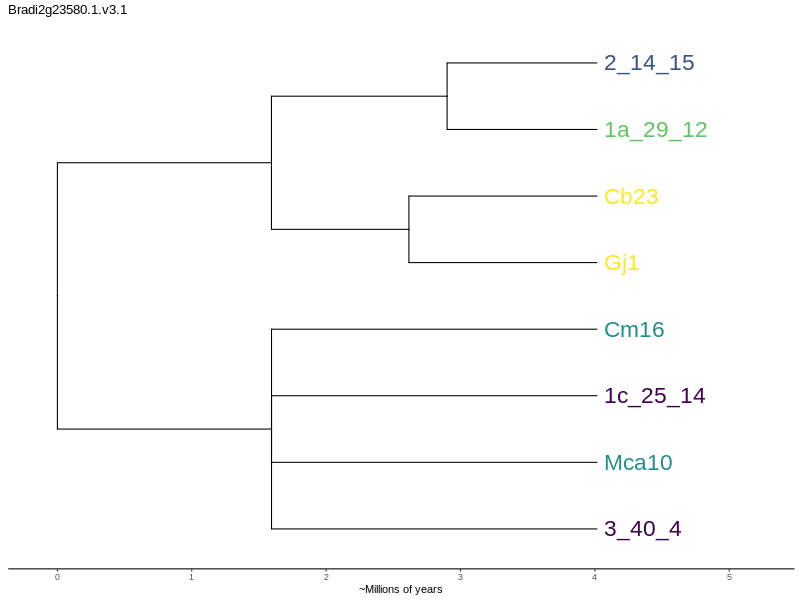 Bradi2g23580.1.v3.1
2_14_15
1a_29_12
Cb23
Gj1
Cm16
1c_25_14
Mca10
3_40_4
0 1 2 3 4 5
~Millions of years